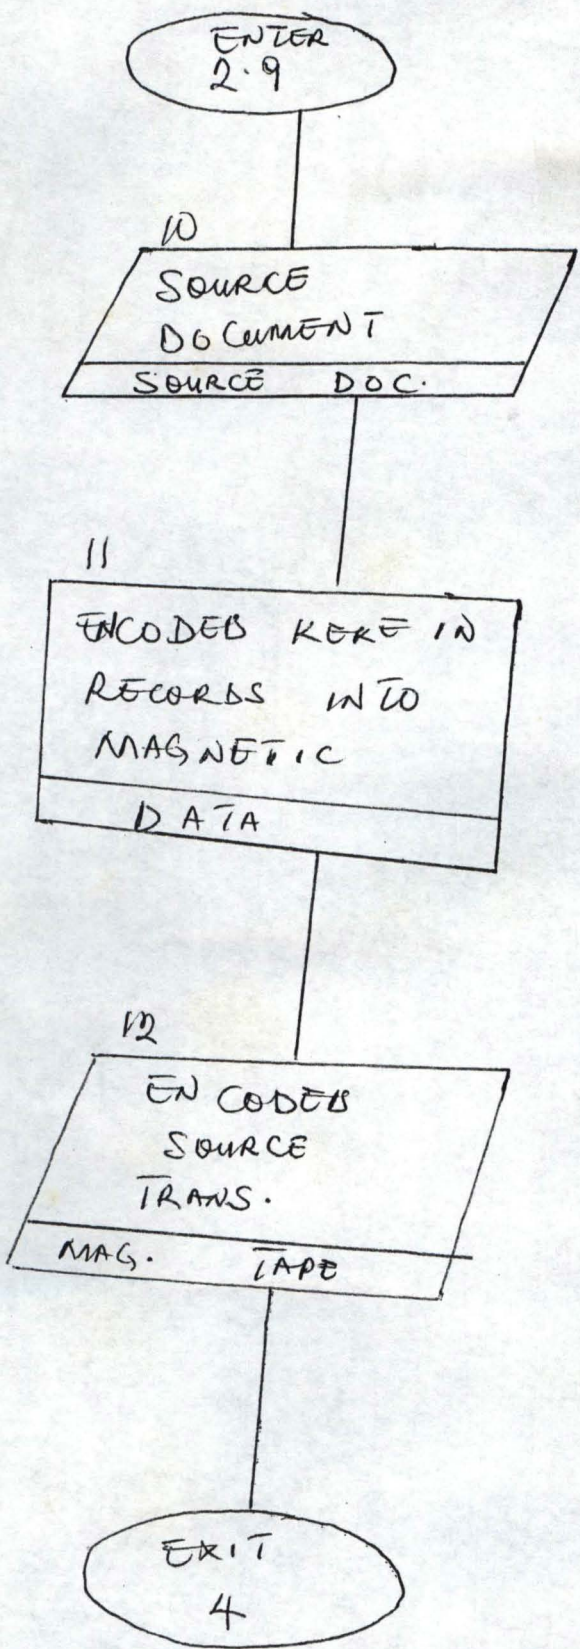 ENTER
2.9
10
SOURCE
DOCUMENT
SOURCE DOC.
11
ENCODED KERE IN
RECORDS INTO
MAGNETIC
DATA
12
ENCODED
SOURCE
TRANS.
MAG. TAPE
EXIT
4